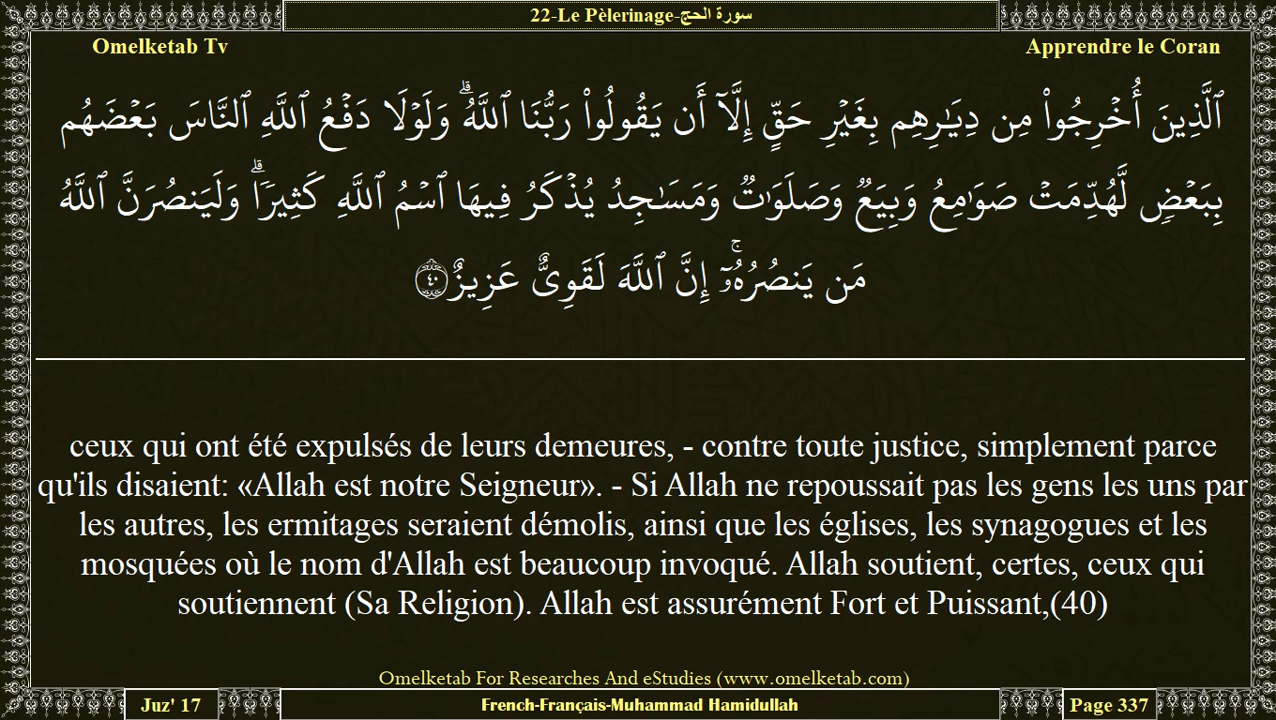 22-Le Pèlerinage-سورة الحج
Omelketab Tv
Apprendre le Coran
ٱلَّذِينَ أُخۡرِجُواْ مِن دِيَٰرِهِم بِغَيۡرِ حَقٍّ إِلَّآ أَن يَقُولُواْ رَبُّنَا ٱللَّهُۗ وَلَوۡلَا دَفۡعُ ٱللَّهِ ٱلنَّاسَ بَعۡضَهُم
بِبَعۡضٖ لَّهُدِّمَتۡ صَوَٰمِعُ وَبِيَعٞ وَصَلَوَٰتٞ وَمَسَٰجِدُ يُذۡكَرُ فِيهَا ٱسۡمُ ٱللَّهِ كَثِيرٗاۗ وَلَيَنصُرَنَّ ٱللَّهُ
مَن يَنصُرُهُۥٓۚ إِنَّ ٱللَّهَ لَقَوِيٌّ عَزِيزٌ ٤٠
ceux qui ont été expulsés de leurs demeures, - contre toute justice, simplement parce
qu'ils disaient: «Allah est notre Seigneur». - Si Allah ne repoussait pas les gens les uns par
les autres, les ermitages seraient démolis, ainsi que les églises, les synagogues et les
mosquées où le nom d'Allah est beaucoup invoqué. Allah soutient, certes, ceux qui
soutiennent (Sa Religion). Allah est assurément Fort et Puissant,(40)
Omelketab For Researches And eStudies (www.omelketab.com)
Juz' 17
French-Français-Muhammad Hamidullah
Page 337